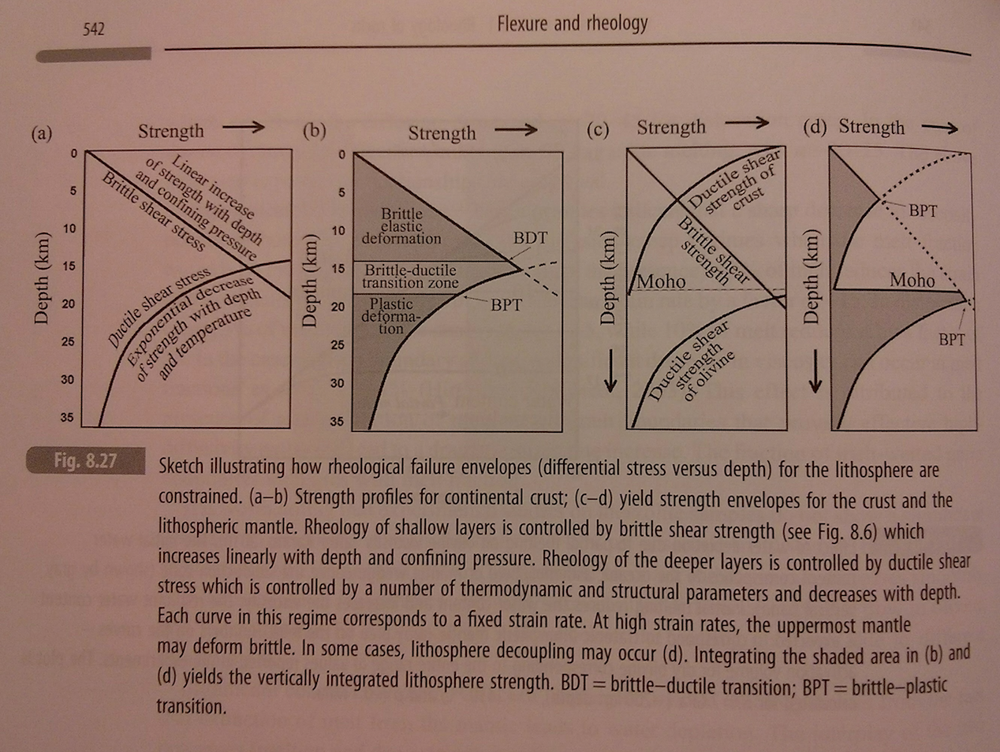 542
Flexure and rheology
(a)
Strength
0
5
10
15
20
25
30
35
Depth (km)
Linear increase
of strength with depth
and confining pressure
Brittle shear stress
Ductile shear stress
Exponential decrease
of strength with depth
and temperature
(b)
Strength
0
5
10
15
20
25
30
35
Depth (km)
Brittle
elastic
deformation
BDT
Brittle-ductile
transition zone
BPT
Plastic
deforma-
tion
(c)
Strength
Depth (km)
Ductile shear
strength of
crust
Brittle shear
strength
Moho
Ductile shear
strength
of olivine
(d)
Strength
Depth (km)
BPT
Moho
BPT
Fig. 8.27
Sketch illustrating how rheological failure envelopes (differential stress versus depth) for the lithosphere are
constrained. (a–b) Strength profiles for continental crust; (c–d) yield strength envelopes for the crust and the
lithospheric mantle. Rheology of shallow layers is controlled by brittle shear strength (see Fig. 8.6) which
increases linearly with depth and confining pressure. Rheology of the deeper layers is controlled by ductile shear
stress which is controlled by a number of thermodynamic and structural parameters and decreases with depth.
Each curve in this regime corresponds to a fixed strain rate. At high strain rates, the uppermost mantle
may deform brittle. In some cases, lithosphere decoupling may occur (d). Integrating the shaded area in (b) and
(d) yields the vertically integrated lithosphere strength. BDT = brittle–ductile transition; BPT = brittle–plastic
transition.